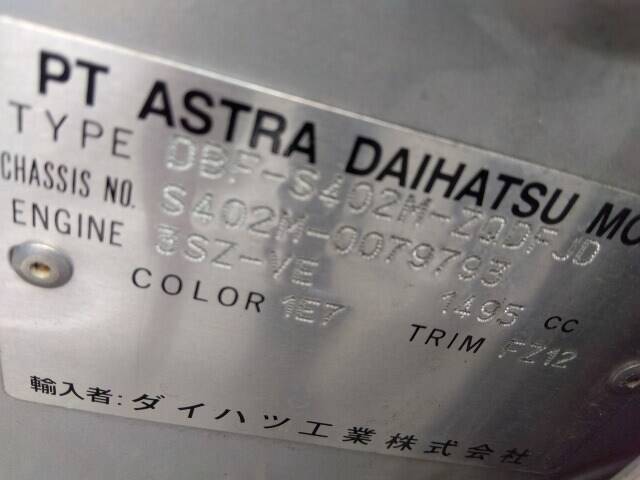 PT ASTRA DAIHATSU MO
TYPE DBF-S402M-ZQDFJD
CHASSIS NO. S402M-0079793
ENGINE 3SZ-VE 1495 cc
COLOR 1E7 TRIM FZ12
輸入者:ダイハツ工業株式会社